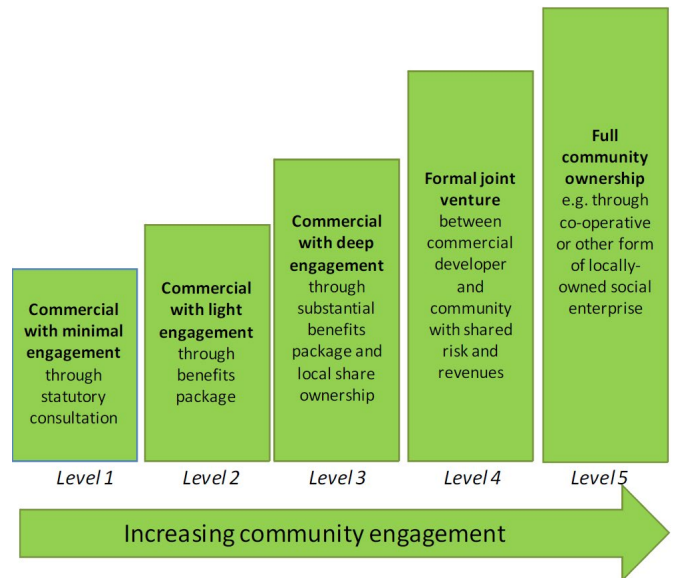 Commercial
with minimal
engagement
through
statutory
consultation
Level 1
Commercial
with light
engagement
through
benefits
package
Level 2
Commercial
with deep
engagement
through
substantial
benefits
package and
local share
ownership
Level 3
Formal joint
venture
between
commercial
developer
and
community
with shared
risk and
revenues
Level 4
Full
community
ownership
e.g. through
co-operative
or other form
of locally-
owned social
enterprise
Level 5
Increasing community engagement